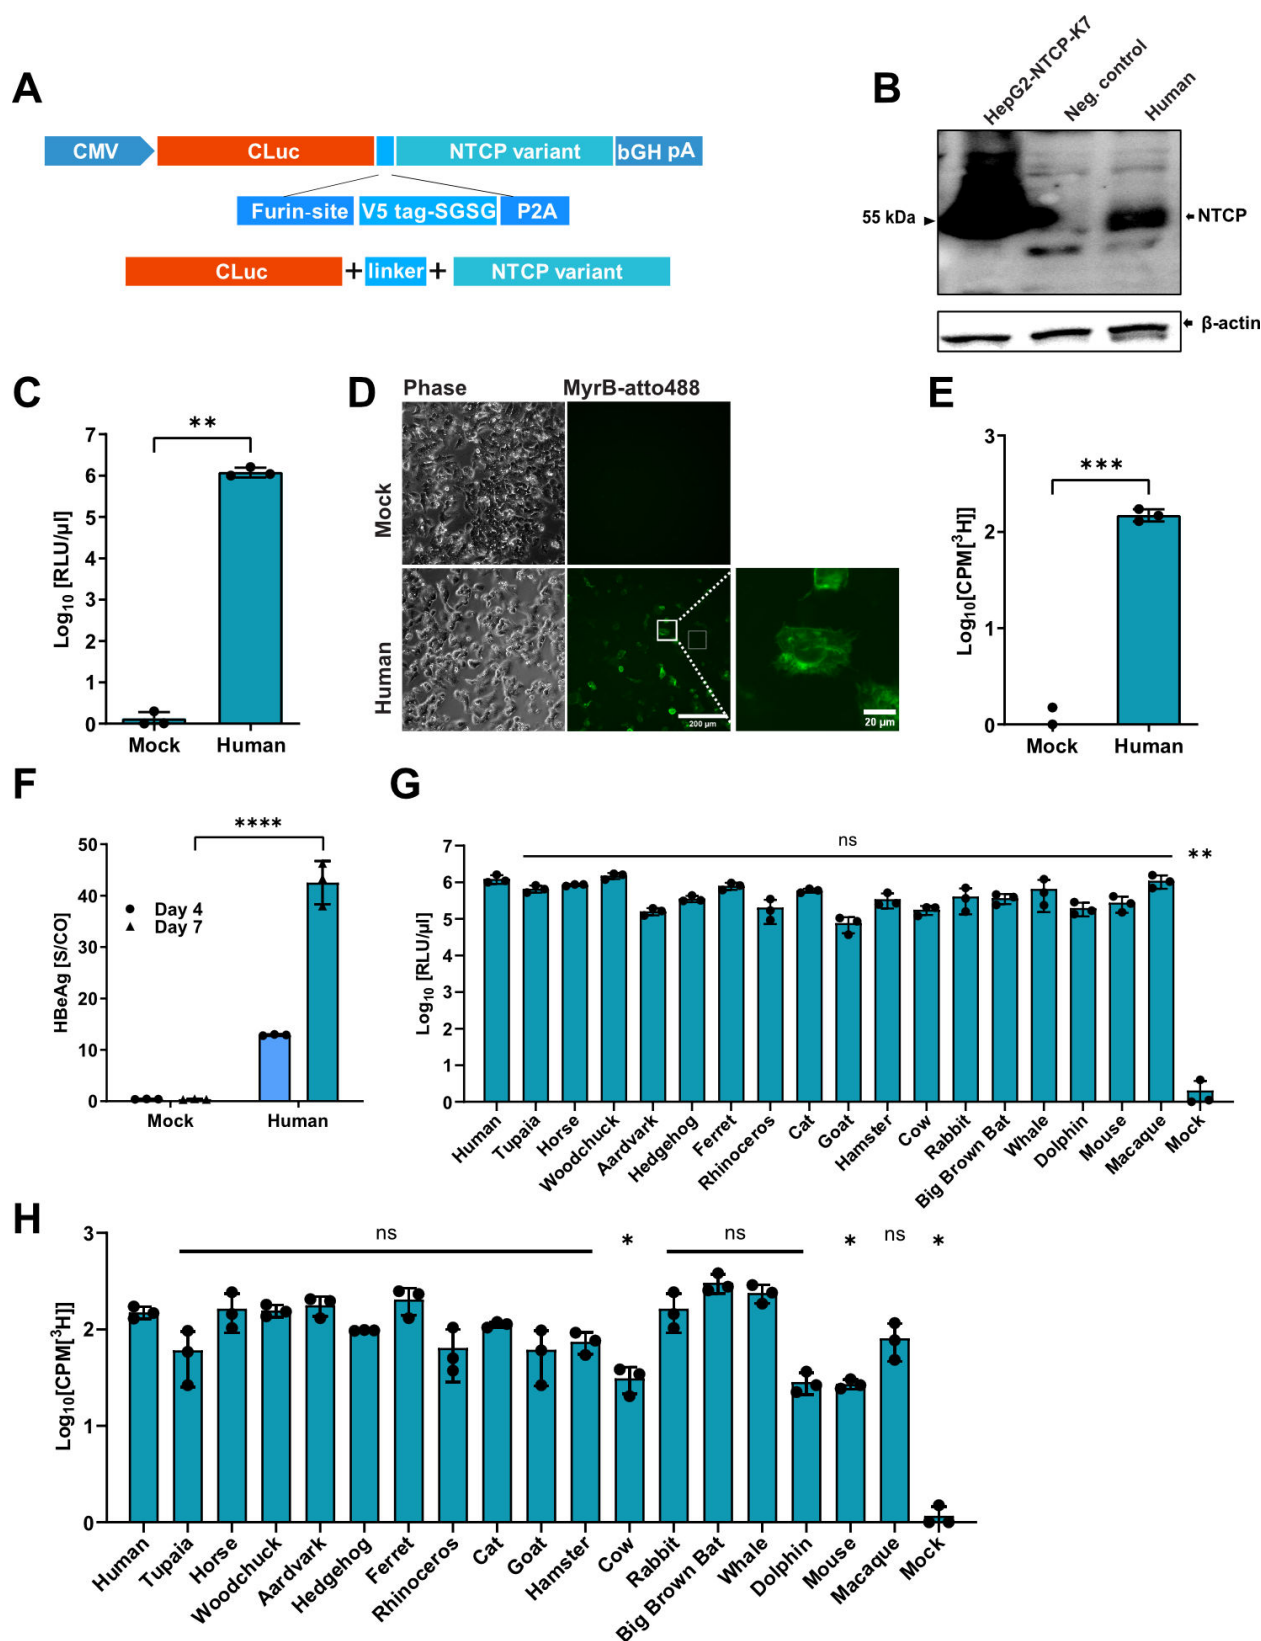 A
CMV
CLuc
NTCP variant
bGH pA
Furin-site
V5 tag-SGSG
P2A
CLuc
+
linker
+
NTCP variant
B
HepG2-NTCP-K7
Neg. control
Human
55 kDa
NTCP
β-actin
C
Log10 [RLU/µl]
7
6
5
4
3
2
1
0
**
Mock
Human
D
Phase
MyrB-atto488
Mock
Human
200 µm
20 µm
E
Log10[CPM[³H]]
3
2
1
0
***
Mock
Human
F
HBeAg [S/CO]
50
40
30
20
10
0
****
Day 4
Day 7
Mock
Human
G
Log10 [RLU/µl]
7
6
5
4
3
2
1
0
ns
**
Human
Tupaia
Horse
Woodchuck
Aardvark
Hedgehog
Ferret
Rhinoceros
Cat
Goat
Hamster
Cow
Rabbit
Big Brown Bat
Whale
Dolphin
Mouse
Macaque
Mock
H
Log10[CPM[³H]]
3
2
1
0
ns
*
ns
*
ns
*
Human
Tupaia
Horse
Woodchuck
Aardvark
Hedgehog
Ferret
Rhinoceros
Cat
Goat
Hamster
Cow
Rabbit
Big Brown Bat
Whale
Dolphin
Mouse
Macaque
Mock